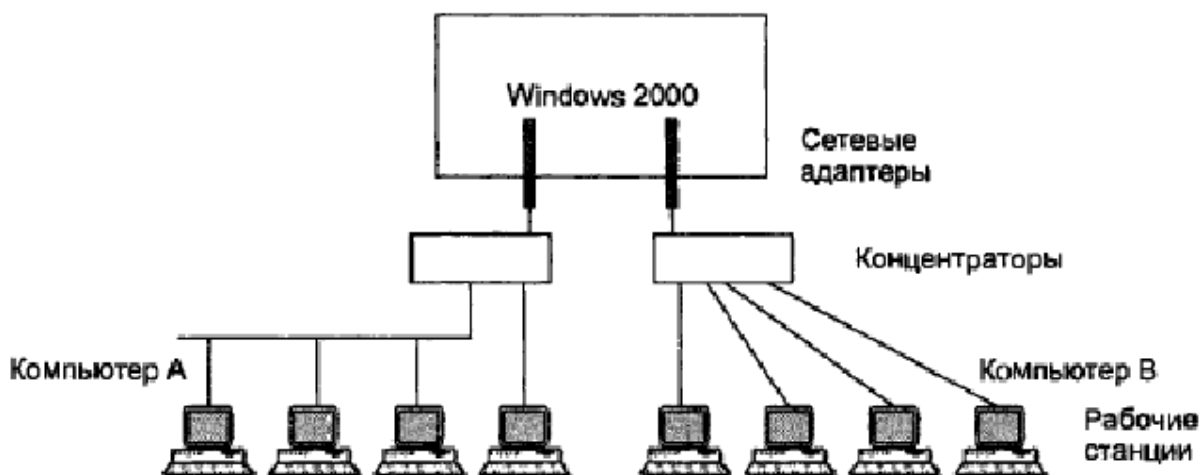 Windows 2000
Сетевые
адаптеры
Концентраторы
Компьютер А
Компьютер В
Рабочие
станции